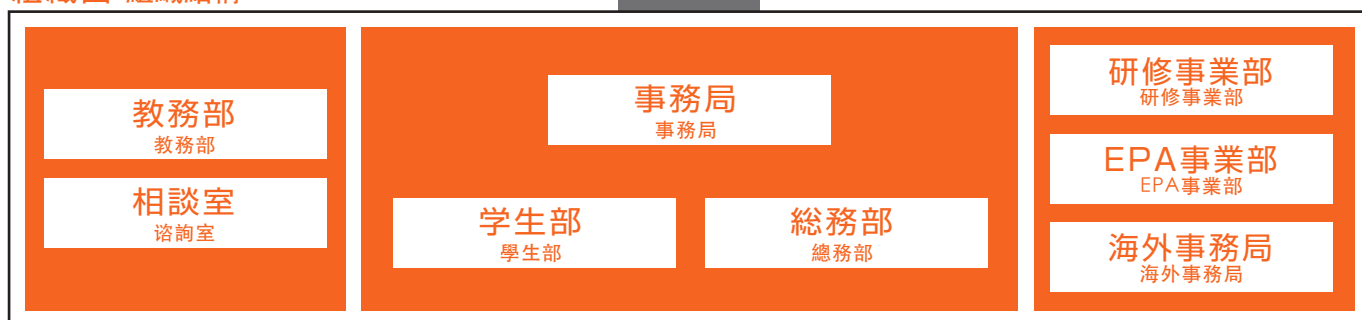 教務部
教務部
相談室
谘詢室
事務局
事務局
学生部
學生部
総務部
總務部
研修事業部
研修事業部
EPA事業部
EPA事業部
海外事務局
海外事務局